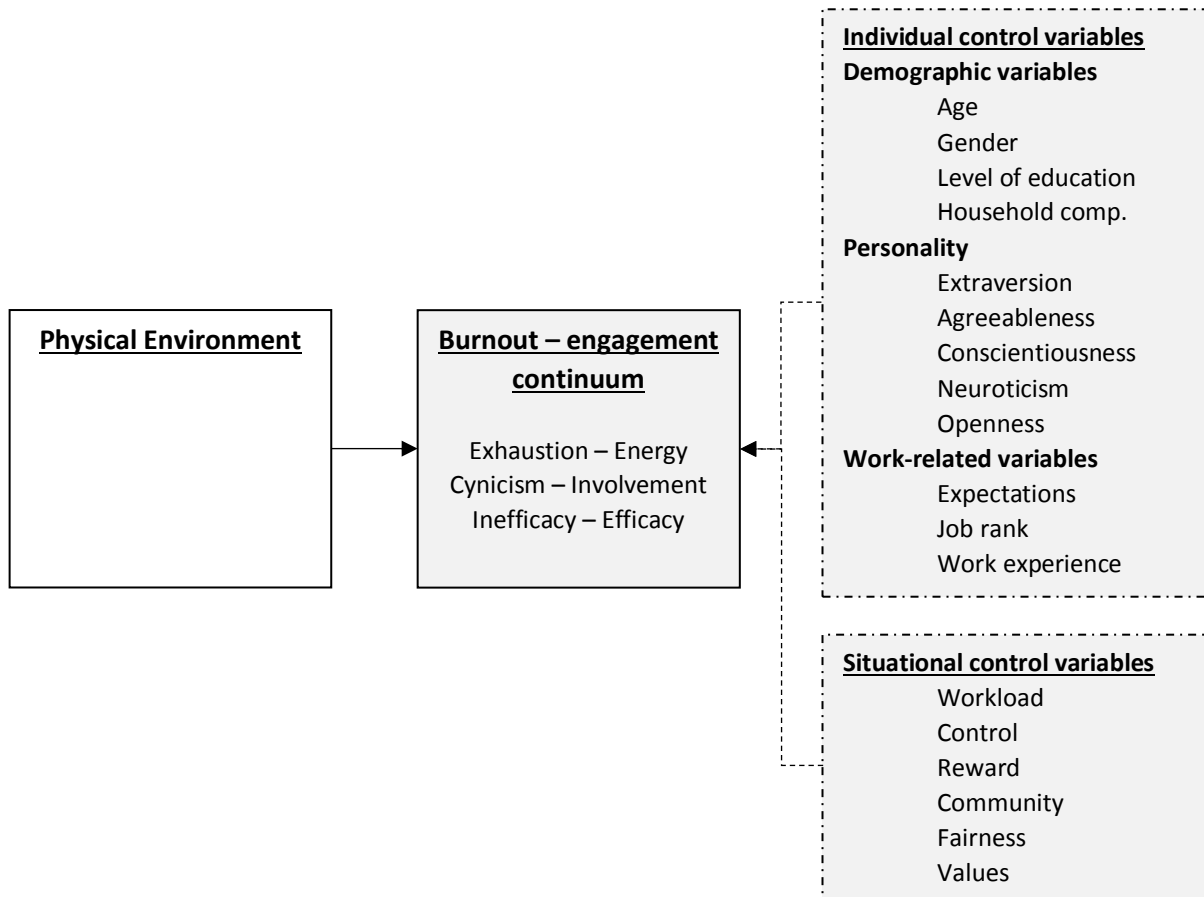 Physical Environment
Burnout – engagement
continuum
Exhaustion – Energy
Cynicism – Involvement
Inefficacy – Efficacy
Individual control variables
Demographic variables
Age
Gender
Level of education
Household comp.
Personality
Extraversion
Agreeableness
Conscientiousness
Neuroticism
Openness
Work-related variables
Expectations
Job rank
Work experience
Situational control variables
Workload
Control
Reward
Community
Fairness
Values